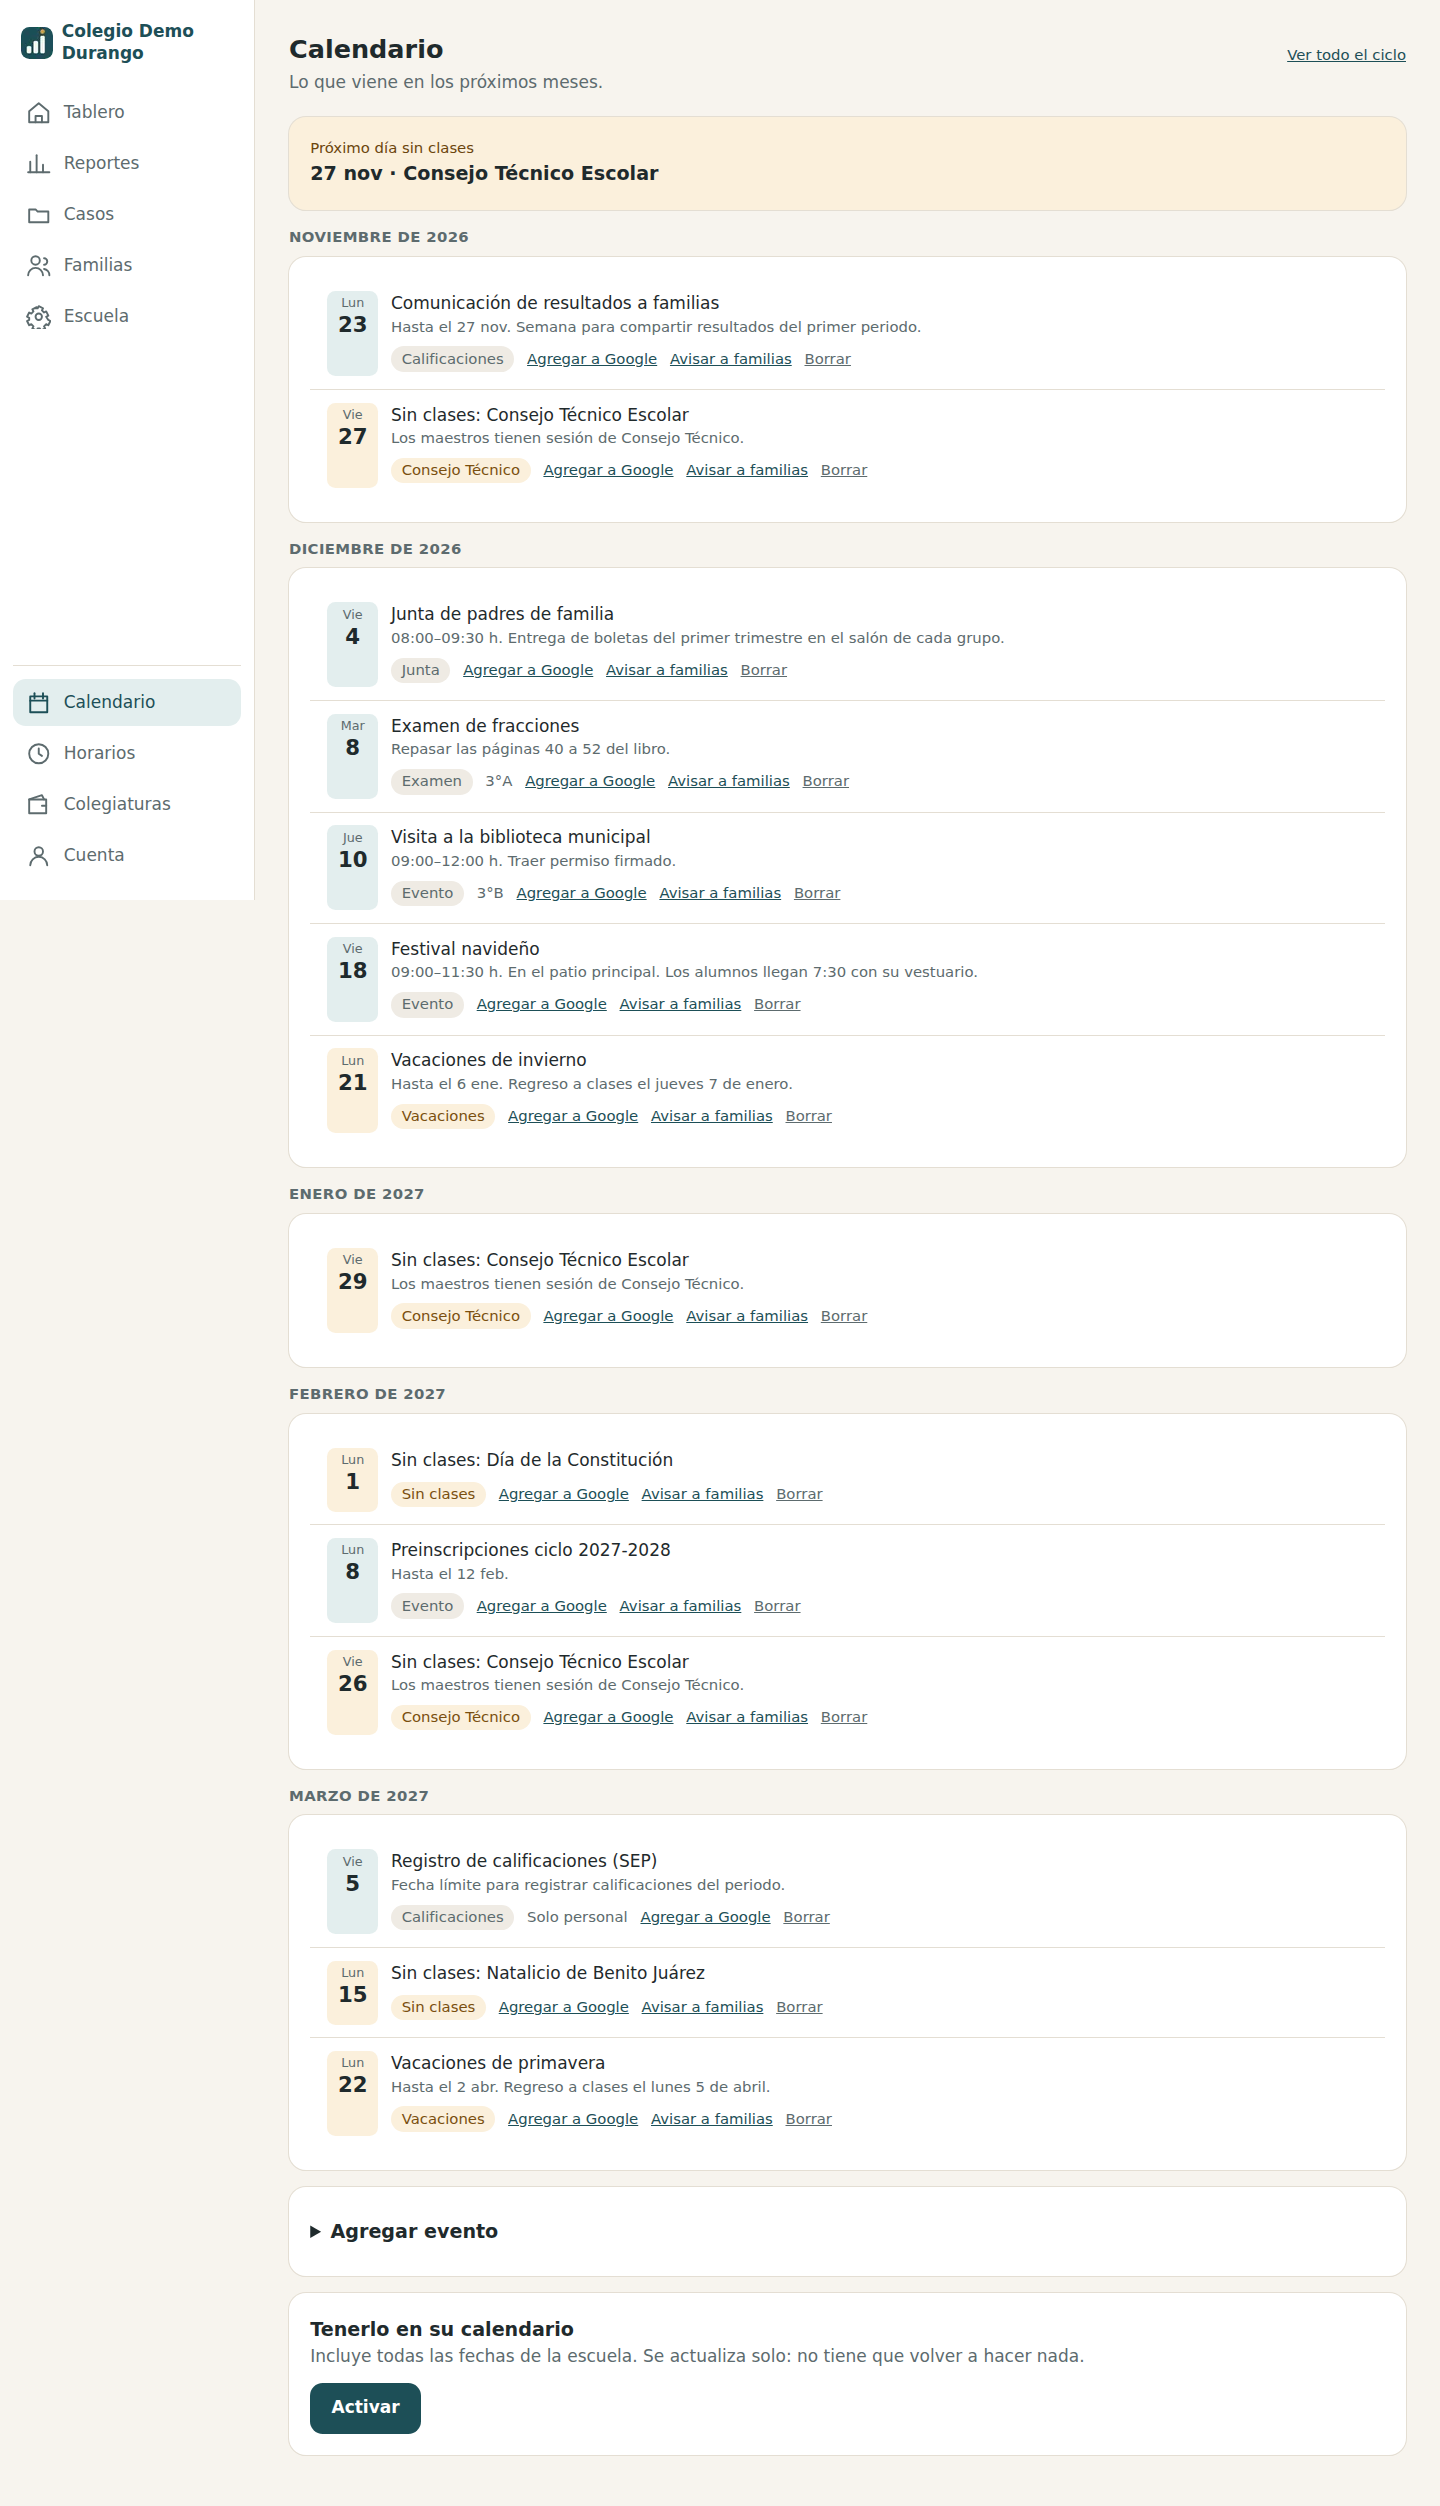 Colegio Demo
Durango
Tablero
Reportes
Casos
Familias
Escuela
Calendario
Horarios
Colegiaturas
Cuenta
Calendario
Ver todo el ciclo
Lo que viene en los próximos meses.
Próximo día sin clases
27 nov · Consejo Técnico Escolar
NOVIEMBRE DE 2026
Lun
23
Comunicación de resultados a familias
Hasta el 27 nov. Semana para compartir resultados del primer periodo.
Calificaciones Agregar a Google Avisar a familias Borrar
Vie
27
Sin clases: Consejo Técnico Escolar
Los maestros tienen sesión de Consejo Técnico.
Consejo Técnico Agregar a Google Avisar a familias Borrar
DICIEMBRE DE 2026
Vie
4
Junta de padres de familia
08:00–09:30 h. Entrega de boletas del primer trimestre en el salón de cada grupo.
Junta Agregar a Google Avisar a familias Borrar
Mar
8
Examen de fracciones
Repasar las páginas 40 a 52 del libro.
Examen 3°A Agregar a Google Avisar a familias Borrar
Jue
10
Visita a la biblioteca municipal
09:00–12:00 h. Traer permiso firmado.
Evento 3°B Agregar a Google Avisar a familias Borrar
Vie
18
Festival navideño
09:00–11:30 h. En el patio principal. Los alumnos llegan 7:30 con su vestuario.
Evento Agregar a Google Avisar a familias Borrar
Lun
21
Vacaciones de invierno
Hasta el 6 ene. Regreso a clases el jueves 7 de enero.
Vacaciones Agregar a Google Avisar a familias Borrar
ENERO DE 2027
Vie
29
Sin clases: Consejo Técnico Escolar
Los maestros tienen sesión de Consejo Técnico.
Consejo Técnico Agregar a Google Avisar a familias Borrar
FEBRERO DE 2027
Lun
1
Sin clases: Día de la Constitución
Sin clases Agregar a Google Avisar a familias Borrar
Lun
8
Preinscripciones ciclo 2027-2028
Hasta el 12 feb.
Evento Agregar a Google Avisar a familias Borrar
Vie
26
Sin clases: Consejo Técnico Escolar
Los maestros tienen sesión de Consejo Técnico.
Consejo Técnico Agregar a Google Avisar a familias Borrar
MARZO DE 2027
Vie
5
Registro de calificaciones (SEP)
Fecha límite para registrar calificaciones del periodo.
Calificaciones Solo personal Agregar a Google Borrar
Lun
15
Sin clases: Natalicio de Benito Juárez
Sin clases Agregar a Google Avisar a familias Borrar
Lun
22
Vacaciones de primavera
Hasta el 2 abr. Regreso a clases el lunes 5 de abril.
Vacaciones Agregar a Google Avisar a familias Borrar
Agregar evento
Tenerlo en su calendario
Incluye todas las fechas de la escuela. Se actualiza solo: no tiene que volver a hacer nada.
Activar